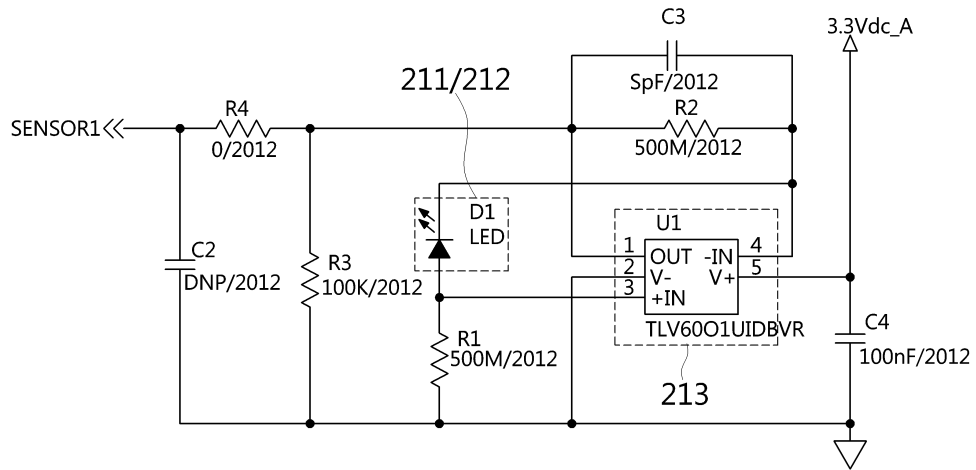 C3
3.3Vdc_A
SpF/2012
211/212
R2
500M/2012
SENSOR1
R4
0/2012
D1
LED
U1
1
OUT
-IN
4
2
V-
V+
5
3
+IN
TLV60O1UIDBVR
C2
DNP/2012
R3
100K/2012
R1
500M/2012
C4
100nF/2012
213